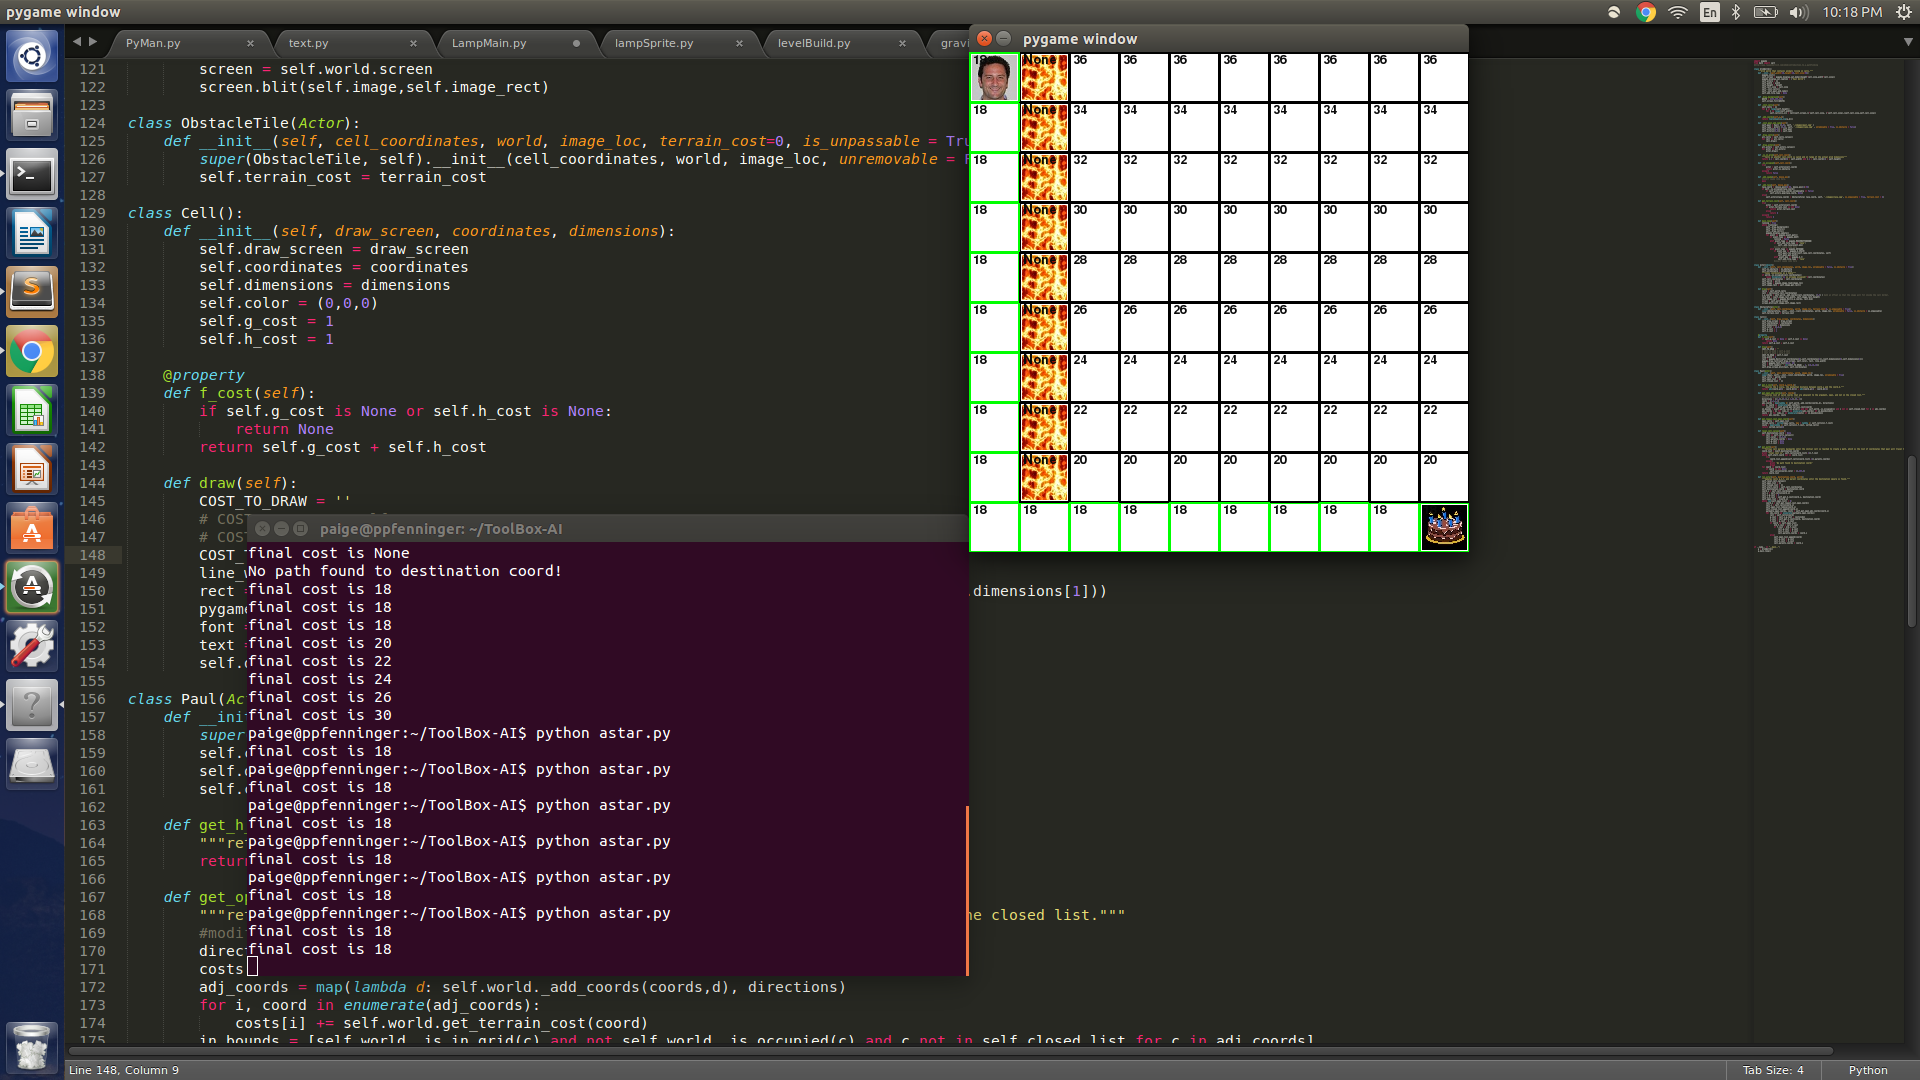 pygame window
En
10:18 PM
PyMan.py
text.py
LampMain.py
lampSprite.py
levelBuild.py
gravi
121 screen = self.world.screen
122 screen.blit(self.image,self.image_rect)
123
124 class ObstacleTile(Actor):
125 def __init__(self, cell_coordinates, world, image_loc, terrain_cost=0, is_unpassable = Tru
126 super(ObstacleTile, self).__init__(cell_coordinates, world, image_loc, unremovable = F
127 self.terrain_cost = terrain_cost
128
129 class Cell():
130 def __init__(self, draw_screen, coordinates, dimensions):
131 self.draw_screen = draw_screen
132 self.coordinates = coordinates
133 self.dimensions = dimensions
134 self.color = (0,0,0)
135 self.g_cost = 1
136 self.h_cost = 1
137
138 @property
139 def f_cost(self):
140 if self.g_cost is None or self.h_cost is None:
141 return None
142 return self.g_cost + self.h_cost
143
144 def draw(self):
145 COST_TO_DRAW = ''
146 # COS
147 # COS
148 COST_
149 line_w
150 rect .dimensions[1]))
151 pygame
152 font
153 text
154 self.
155
156 class Paul(Ac
157 def __ini
158 super
159 self.
160 self.
161 self.
162
163 def get_h
164 """re
165 retur
166
167 def get_o
168 """re he closed list."""
169 #modi
170 direc
171 costs
172 adj_coords = map(lambda d: self.world._add_coords(coords,d), directions)
173 for i, coord in enumerate(adj_coords):
174 costs[i] += self.world.get_terrain_cost(coord)
175 in_bounds = [self.world._is_in_grid(c) and not self.world._is_occupied(c) and c not in self.closed_list for c in adj_coords]
paige@ppfenninger: ~/ToolBox-AI
final cost is None
No path found to destination coord!
final cost is 18
final cost is 18
final cost is 18
final cost is 20
final cost is 22
final cost is 24
final cost is 26
final cost is 30
paige@ppfenninger:~/ToolBox-AI$ python astar.py
final cost is 18
paige@ppfenninger:~/ToolBox-AI$ python astar.py
final cost is 18
paige@ppfenninger:~/ToolBox-AI$ python astar.py
final cost is 18
paige@ppfenninger:~/ToolBox-AI$ python astar.py
final cost is 18
paige@ppfenninger:~/ToolBox-AI$ python astar.py
final cost is 18
paige@ppfenninger:~/ToolBox-AI$ python astar.py
final cost is 18
final cost is 18
pygame window
18 None 36 36 36 36 36 36 36 36
18 None 34 34 34 34 34 34 34 34
18 None 32 32 32 32 32 32 32 32
18 None 30 30 30 30 30 30 30 30
18 None 28 28 28 28 28 28 28 28
18 None 26 26 26 26 26 26 26 26
18 None 24 24 24 24 24 24 24 24
18 None 22 22 22 22 22 22 22 22
18 None 20 20 20 20 20 20 20 20
18 18 18 18 18 18 18 18 18
Line 148, Column 9
Tab Size: 4
Python